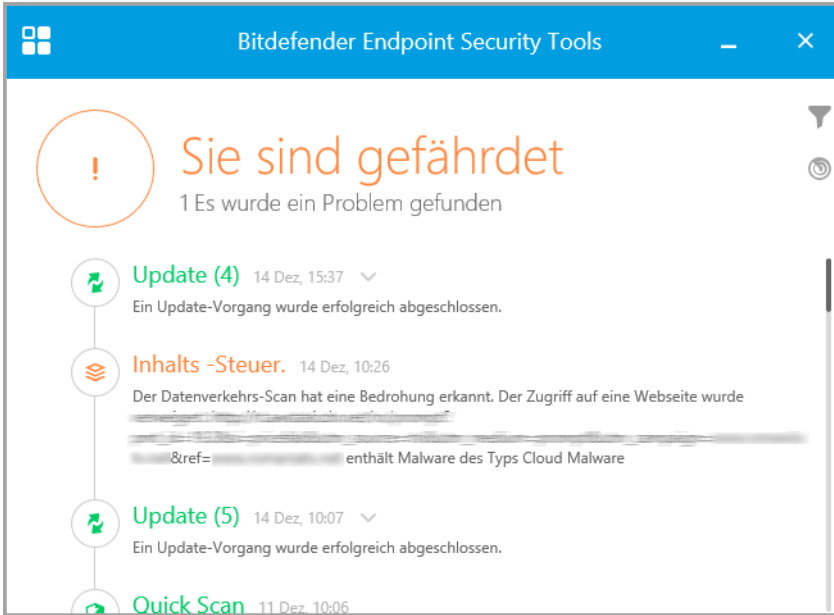 Bitdefender Endpoint Security Tools
Sie sind gefährdet
1 Es wurde ein Problem gefunden
Update (4) 14 Dez, 15:37
Ein Update-Vorgang wurde erfolgreich abgeschlossen.
Inhalts -Steuer. 14 Dez, 10:26
Der Datenverkehrs-Scan hat eine Bedrohung erkannt. Der Zugriff auf eine Webseite wurde
&ref= enthält Malware des Typs Cloud Malware
Update (5) 14 Dez, 10:07
Ein Update-Vorgang wurde erfolgreich abgeschlossen.
Quick Scan 11 Dez, 10:06